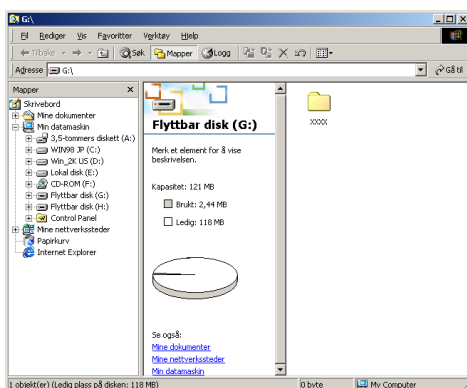 G:\
Fil Rediger Vis Favoritter Verktøy Hjelp
Tilbake Søk Mapper Logg
Adresse G:\ Gå til
Mapper
Skrivebord
Mine dokumenter
Min datamaskin
3,5-tommers diskett (A:)
WIN98 JP (C:)
Win_2K US (D:)
Lokal disk (E:)
CD-ROM (F:)
Flyttbar disk (G:)
Flyttbar disk (H:)
Control Panel
Mine nettverkssteder
Papirkurv
Internet Explorer
Flyttbar disk (G:)
Merk et element for å vise
beskrivelsen.
Kapasitet: 121 MB
Brukt: 2,44 MB
Ledig: 118 MB
Se også:
Mine dokumenter
Mine nettverkssteder
Min datamaskin
xxxx
1 objekt(er) (Ledig plass på disken: 118 MB) 0 byte My Computer